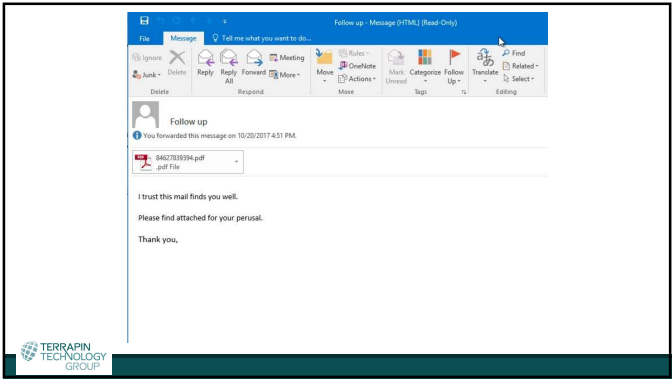 Follow up - Message (HTML) (Read-Only)
File Message Tell me what you want to do...
Ignore
Junk
Delete
Reply
Reply All
Forward
Meeting
More
Move
Rules
OneNote
Actions
Mark Unread
Categorize
Follow Up
Translate
Find
Related
Select
Delete Respond Move Tags Editing
Follow up
You forwarded this message on 10/20/2017 4:51 PM.
PDF
84627839394.pdf
.pdf File
I trust this mail finds you well.
Please find attached for your perusal.
Thank you,
TERRAPIN
TECHNOLOGY
GROUP